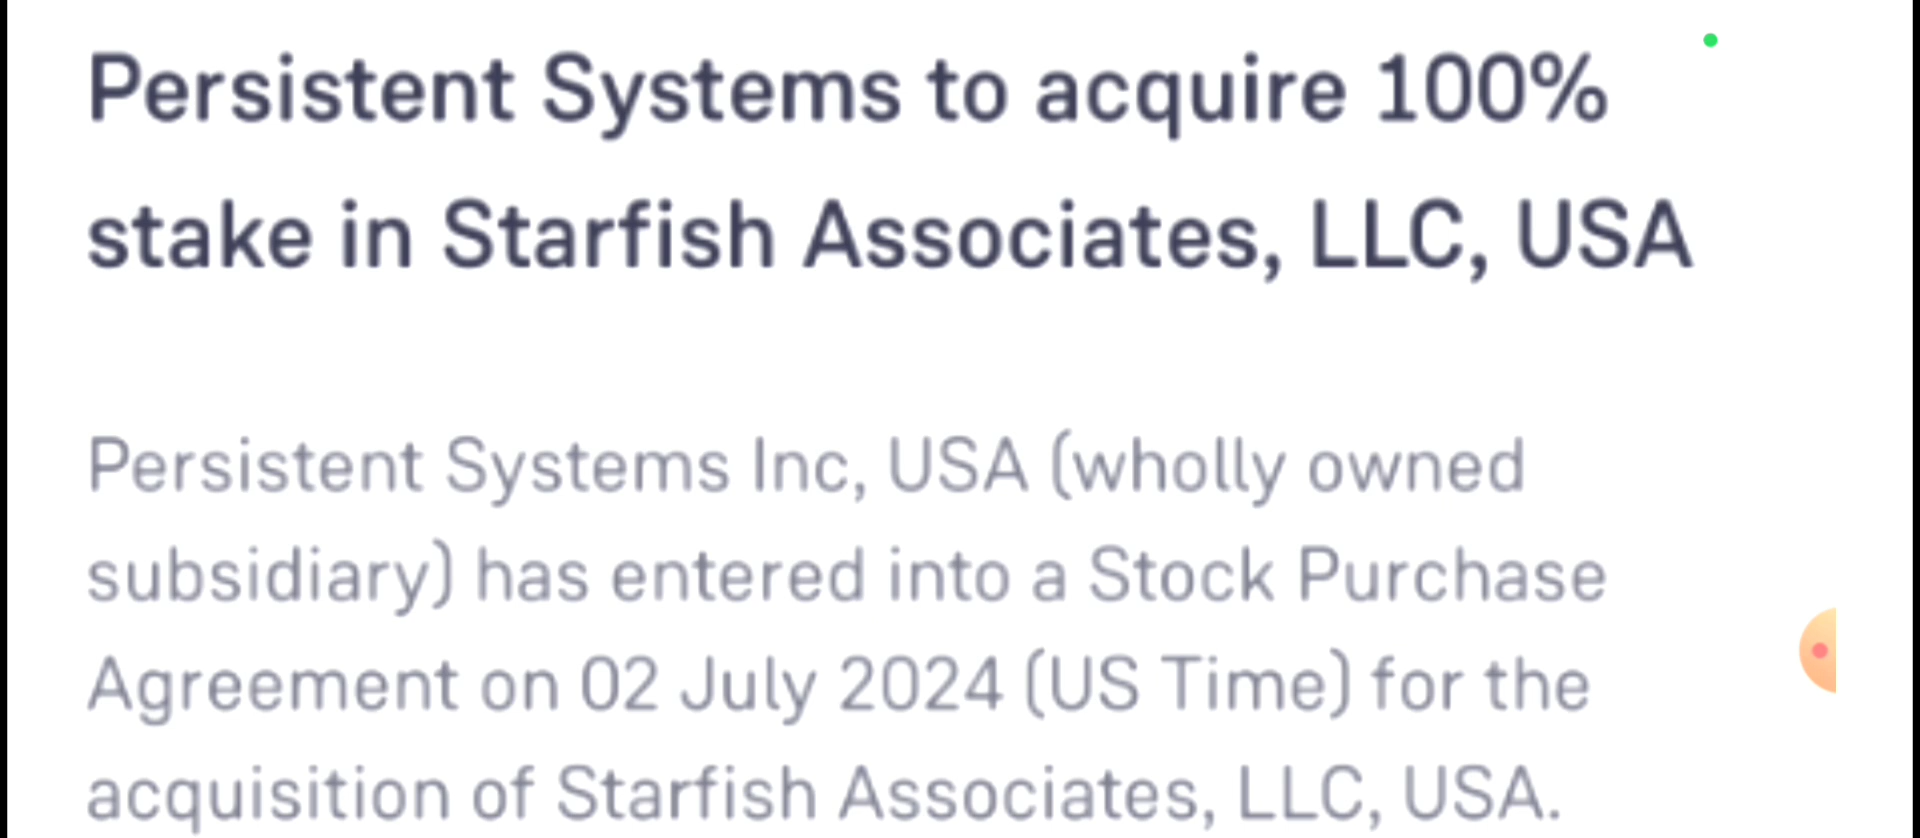 Persistent Systems to acquire 100%
stake in Starfish Associates, LLC, USA
Persistent Systems Inc, USA (wholly owned
subsidiary) has entered into a Stock Purchase
Agreement on 02 July 2024 (US Time) for the
acquisition of Starfish Associates, LLC, USA.